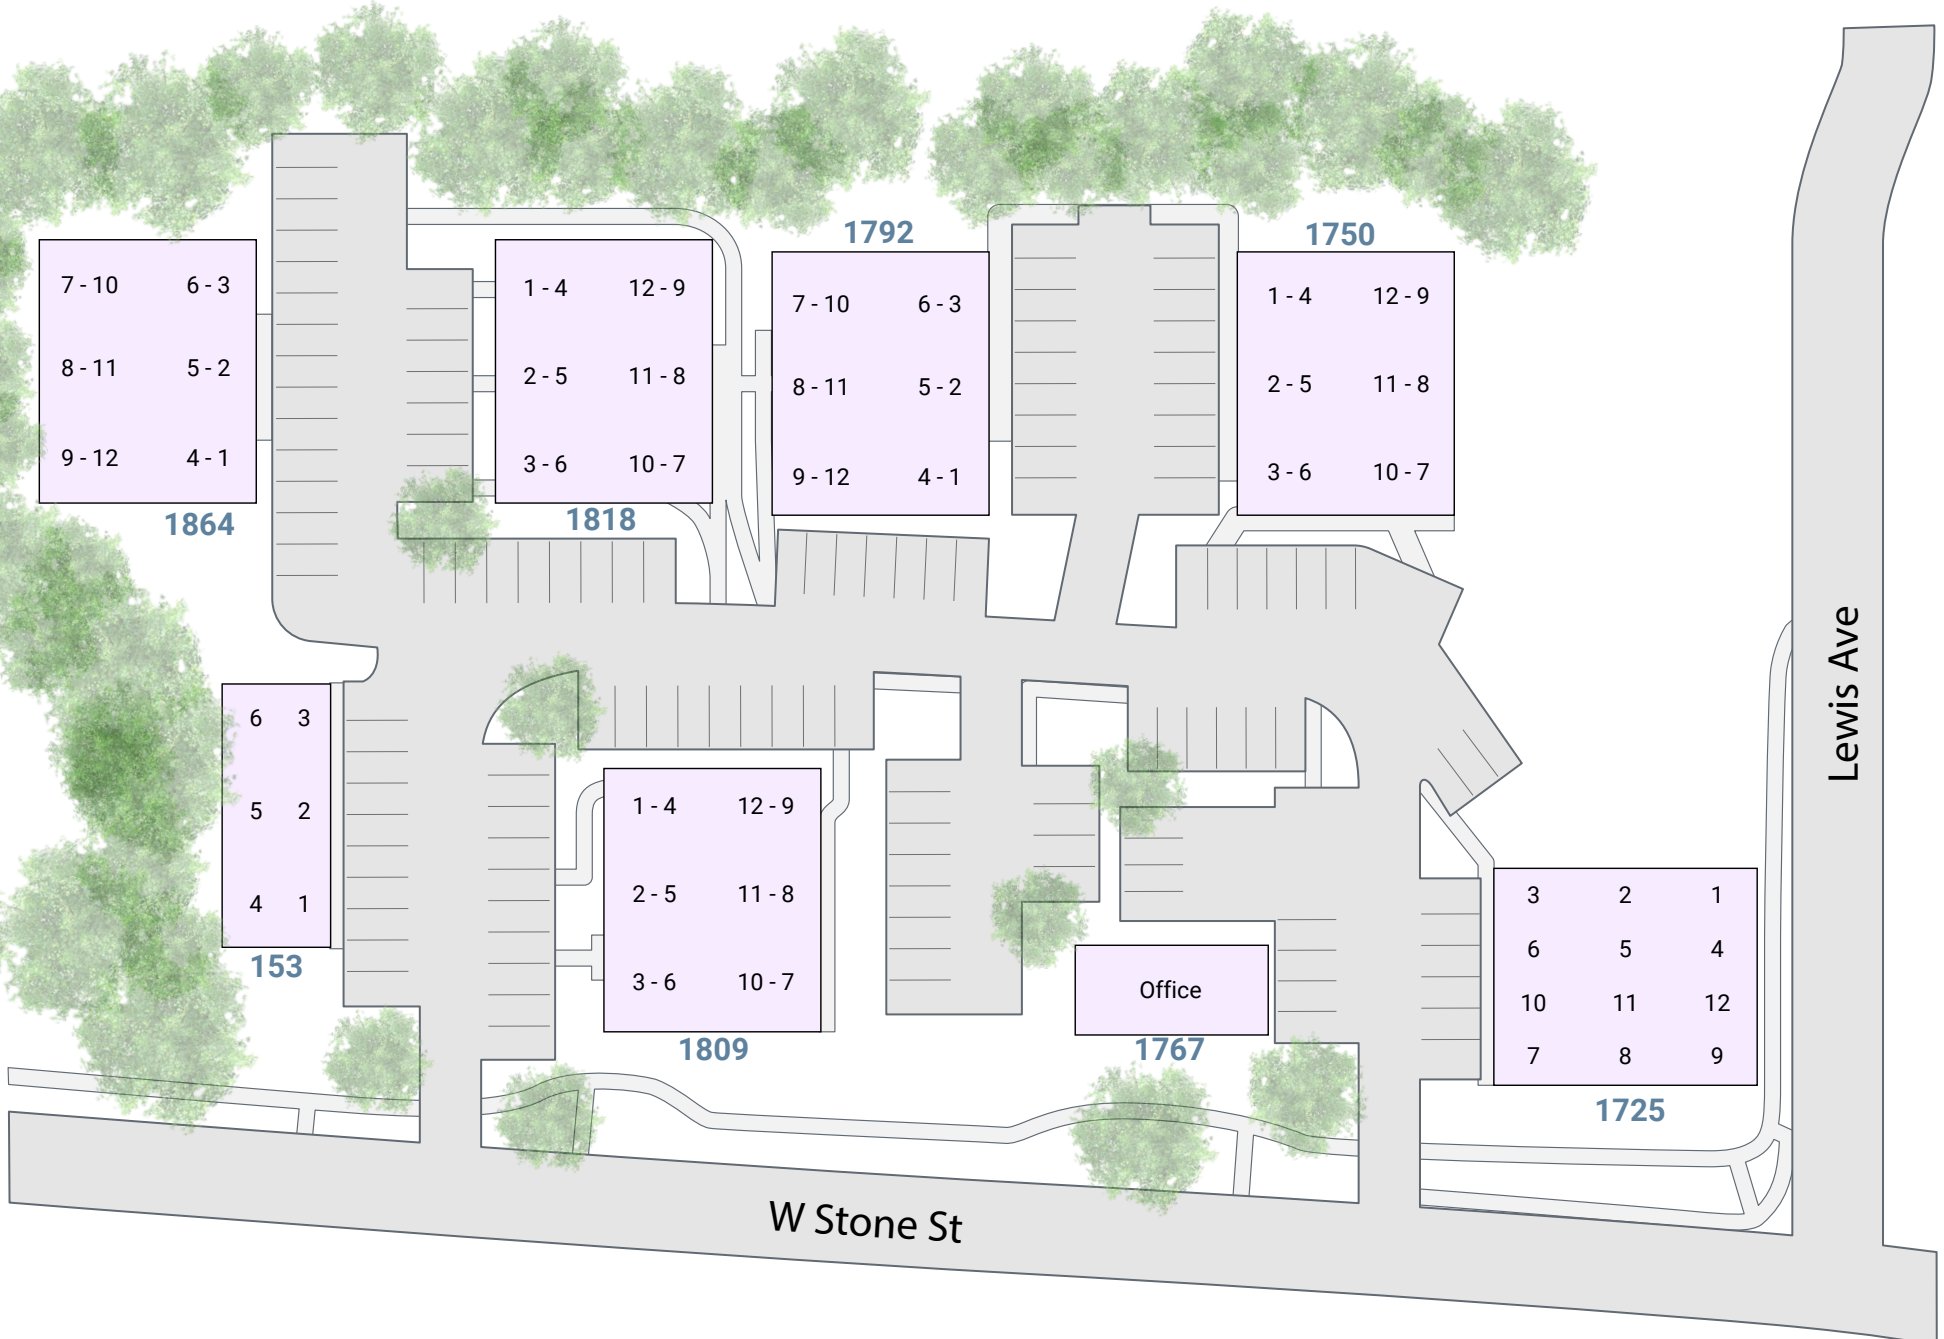 7 - 10 6 - 3
8 - 11 5 - 2
9 - 12 4 - 1
1864
1 - 4 12 - 9
2 - 5 11 - 8
3 - 6 10 - 7
1818
1792
7 - 10 6 - 3
8 - 11 5 - 2
9 - 12 4 - 1
1750
1 - 4 12 - 9
2 - 5 11 - 8
3 - 6 10 - 7
6 3
5 2
4 1
153
1 - 4 12 - 9
2 - 5 11 - 8
3 - 6 10 - 7
1809
Office
1767
3 2 1
6 5 4
10 11 12
7 8 9
1725
Lewis Ave
W Stone St